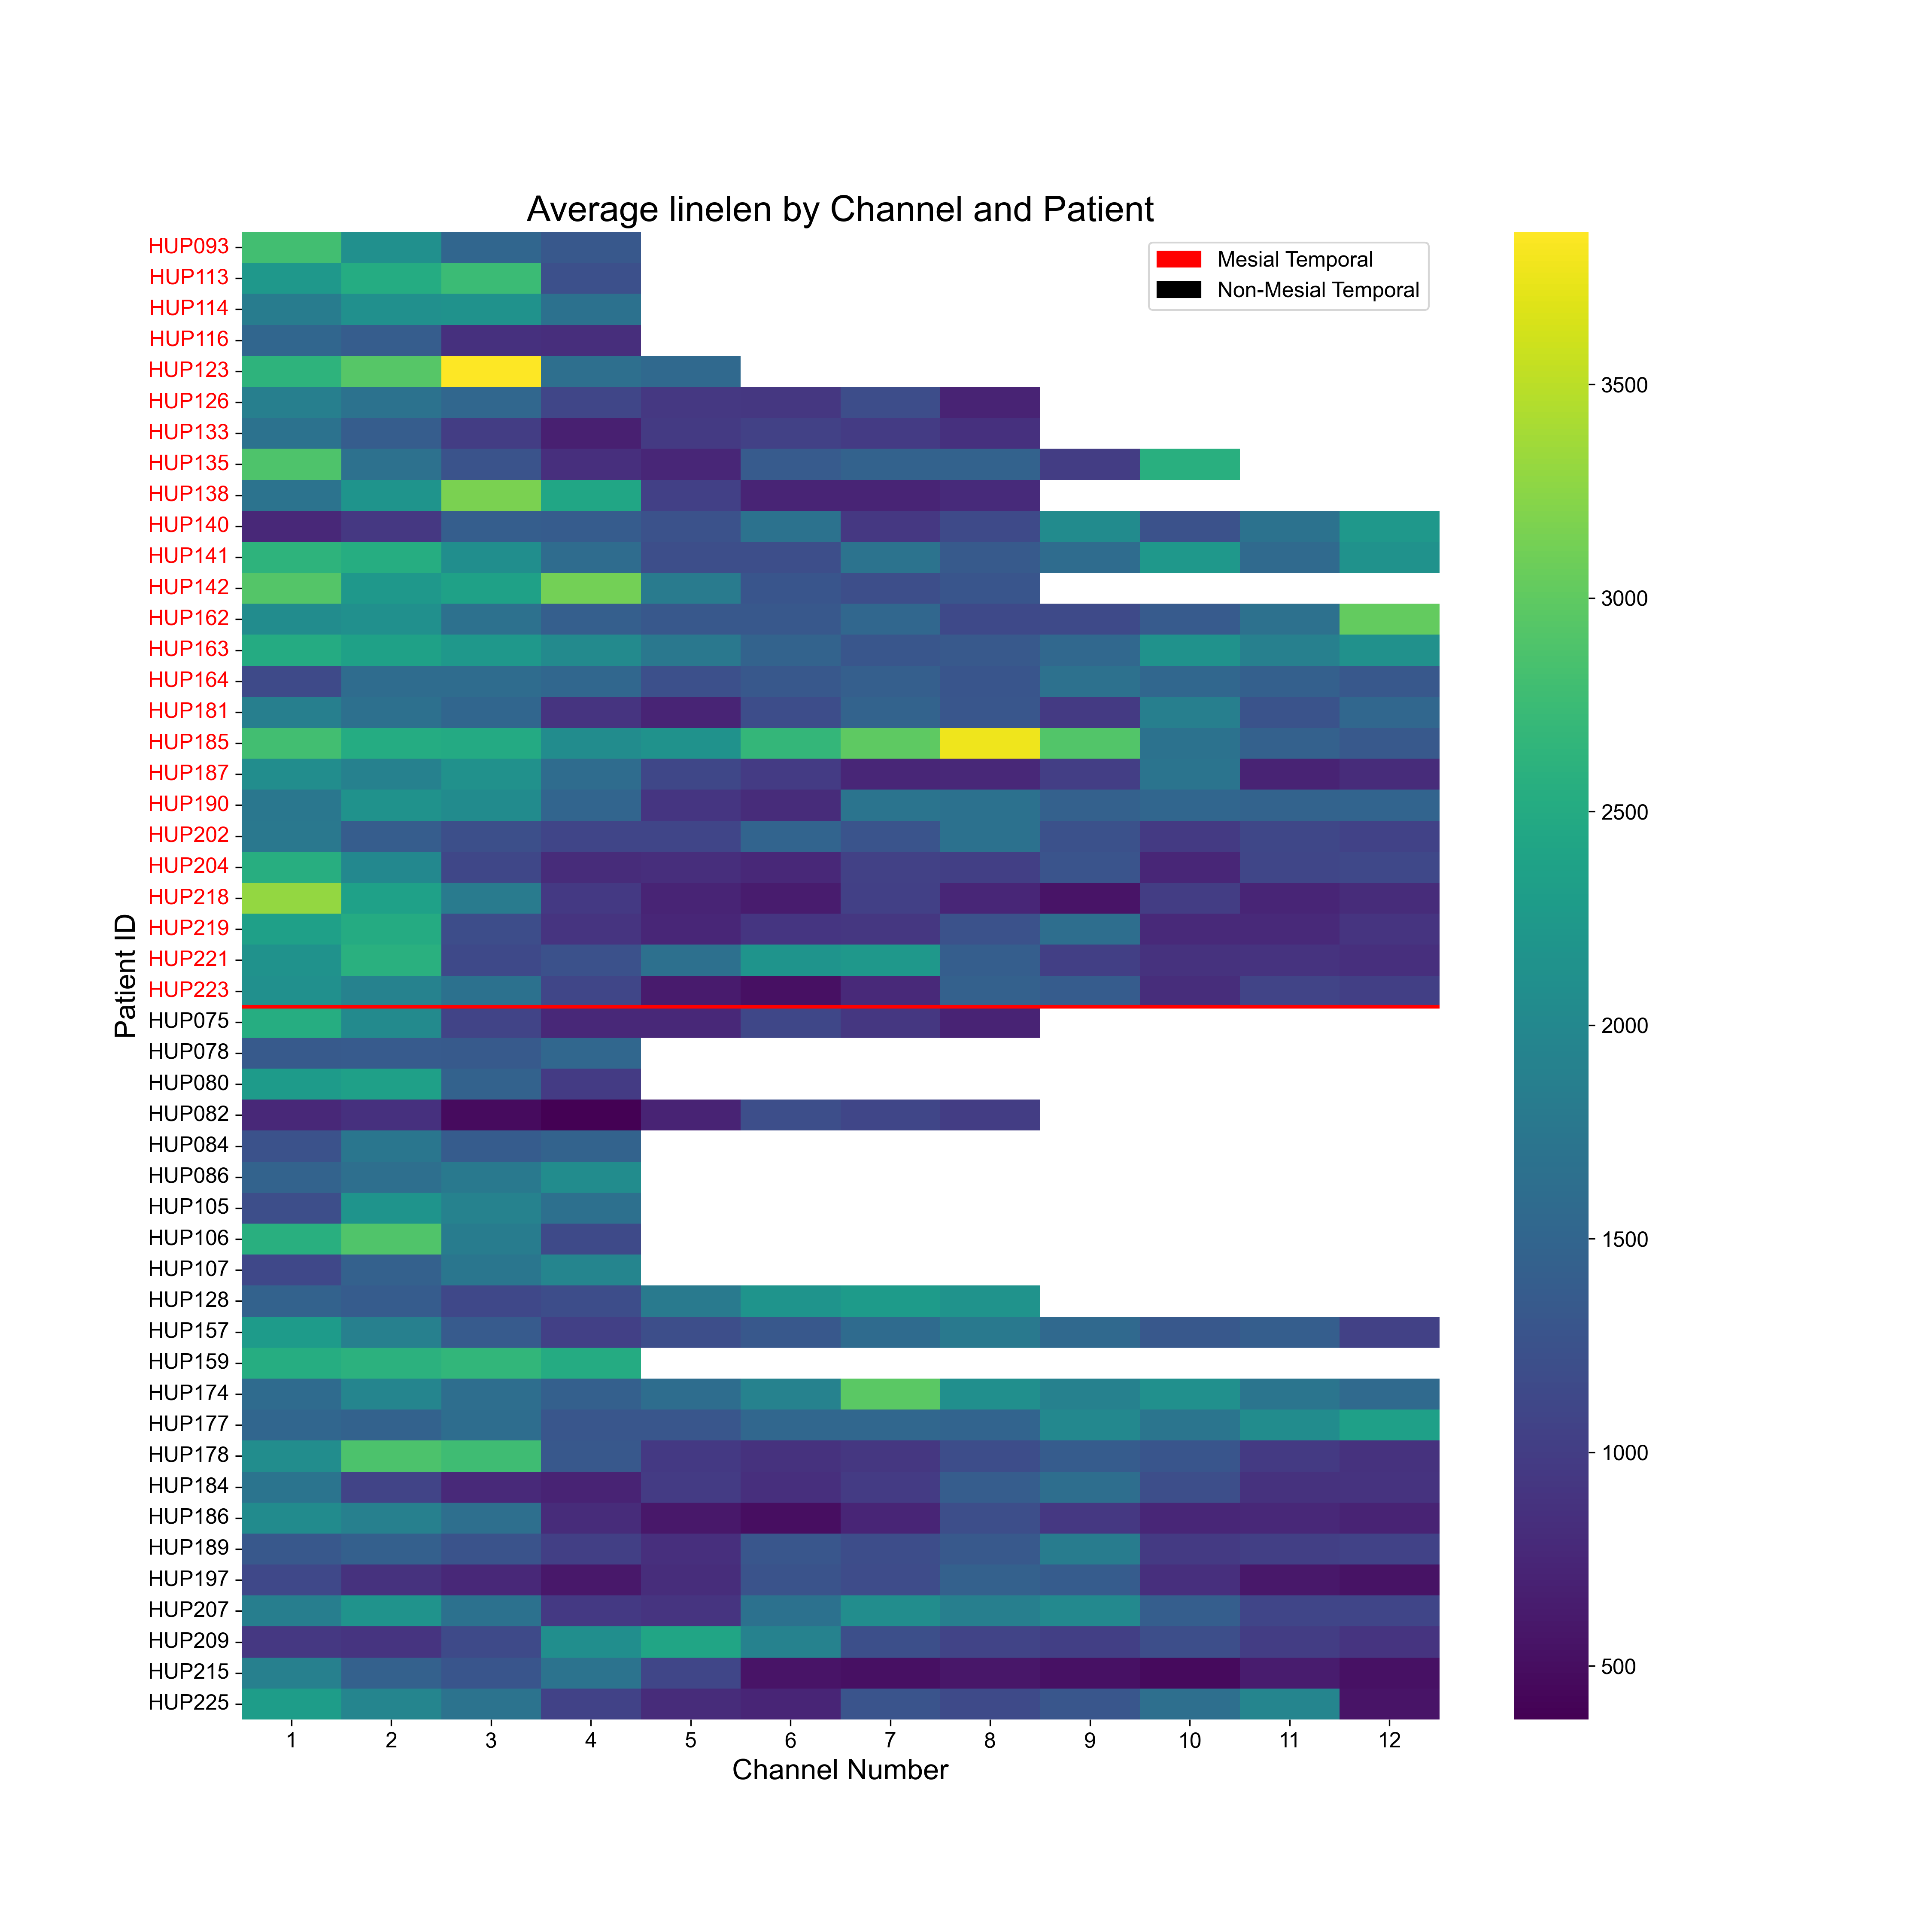 Average linelen by Channel and Patient
Mesial Temporal
Non-Mesial Temporal
Patient ID
HUP093
HUP113
HUP114
HUP116
HUP123
HUP126
HUP133
HUP135
HUP138
HUP140
HUP141
HUP142
HUP162
HUP163
HUP164
HUP181
HUP185
HUP187
HUP190
HUP202
HUP204
HUP218
HUP219
HUP221
HUP223
HUP075
HUP078
HUP080
HUP082
HUP084
HUP086
HUP105
HUP106
HUP107
HUP128
HUP157
HUP159
HUP174
HUP177
HUP178
HUP184
HUP186
HUP189
HUP197
HUP207
HUP209
HUP215
HUP225
1 2 3 4 5 6 7 8 9 10 11 12
Channel Number
3500
3000
2500
2000
1500
1000
500